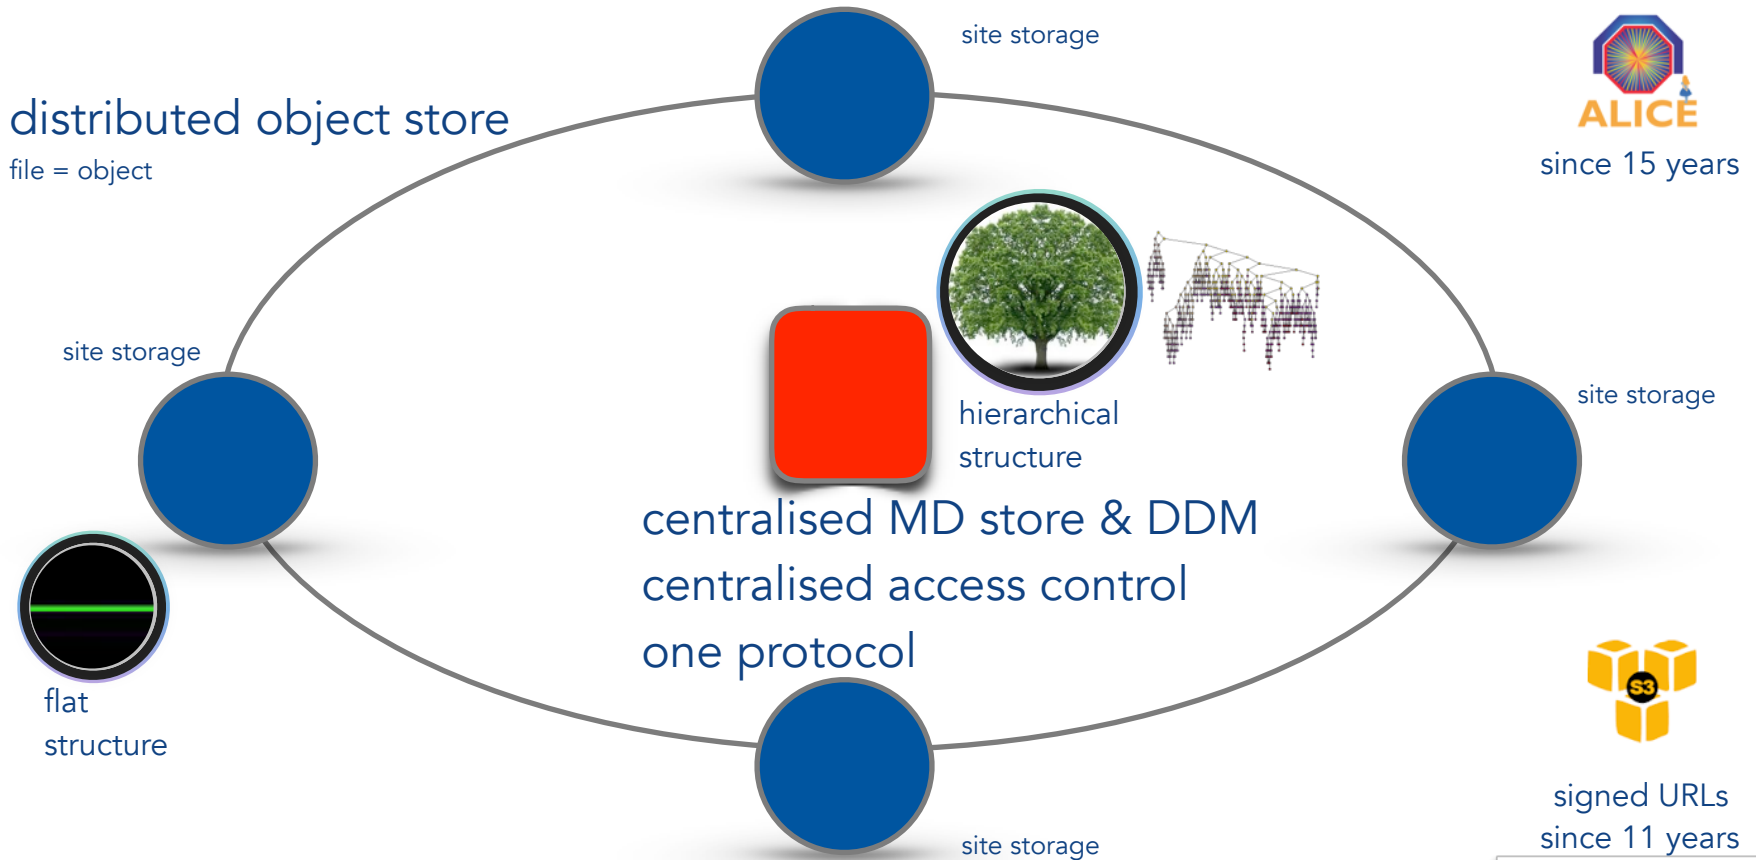 site storage
distributed object store
file = object
ALICE
since 15 years
site storage
hierarchical
structure
site storage
centralised MD store & DDM
centralised access control
one protocol
flat
structure
S3
signed URLs
since 11 years
site storage